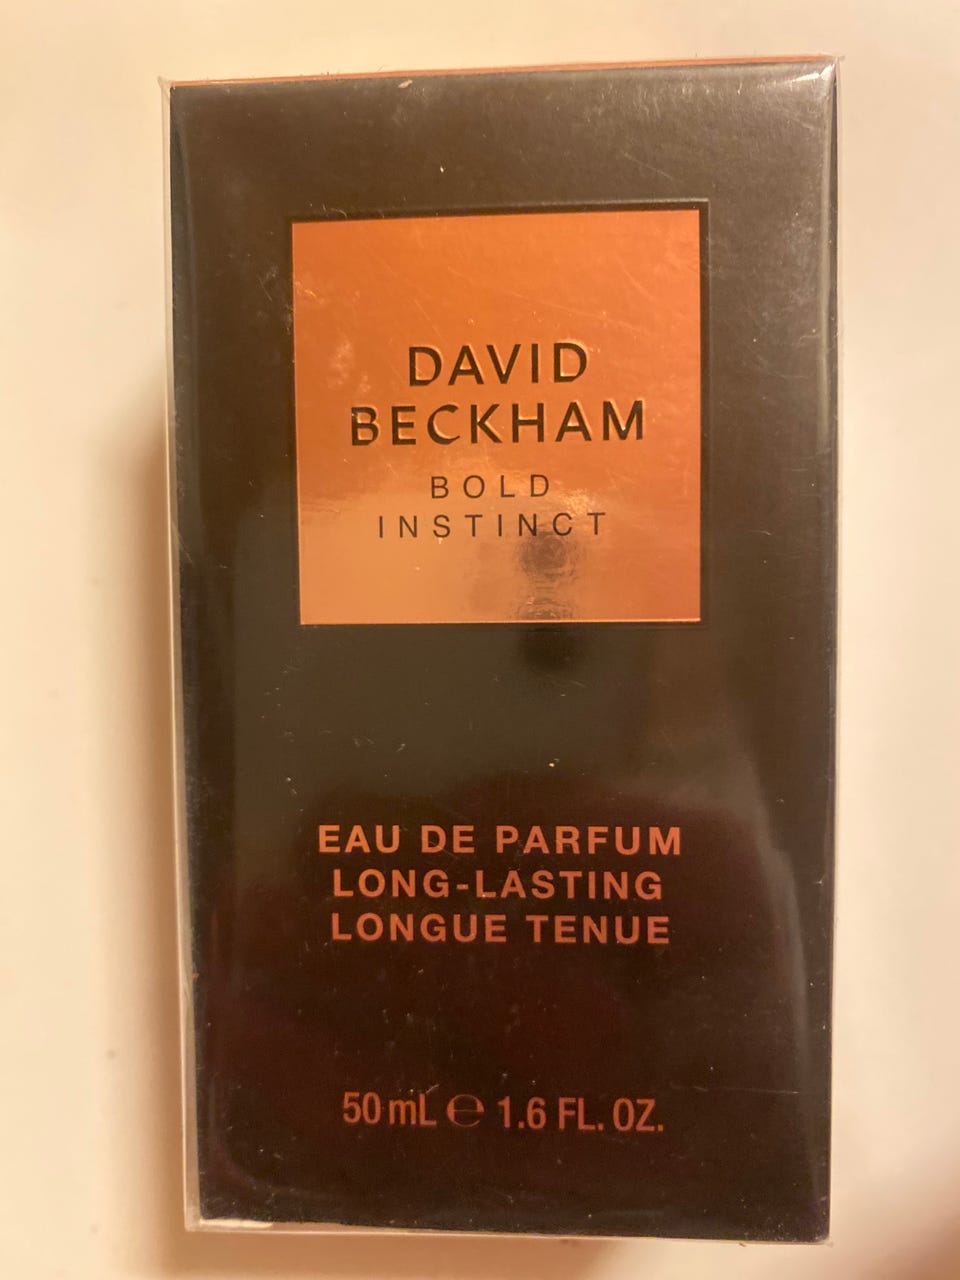 DAVID
BECKHAM
BOLD
INSTINCT
EAU DE PARFUM
LONG-LASTING
LONGUE TENUE
50 mL ℮ 1.6 FL. OZ.